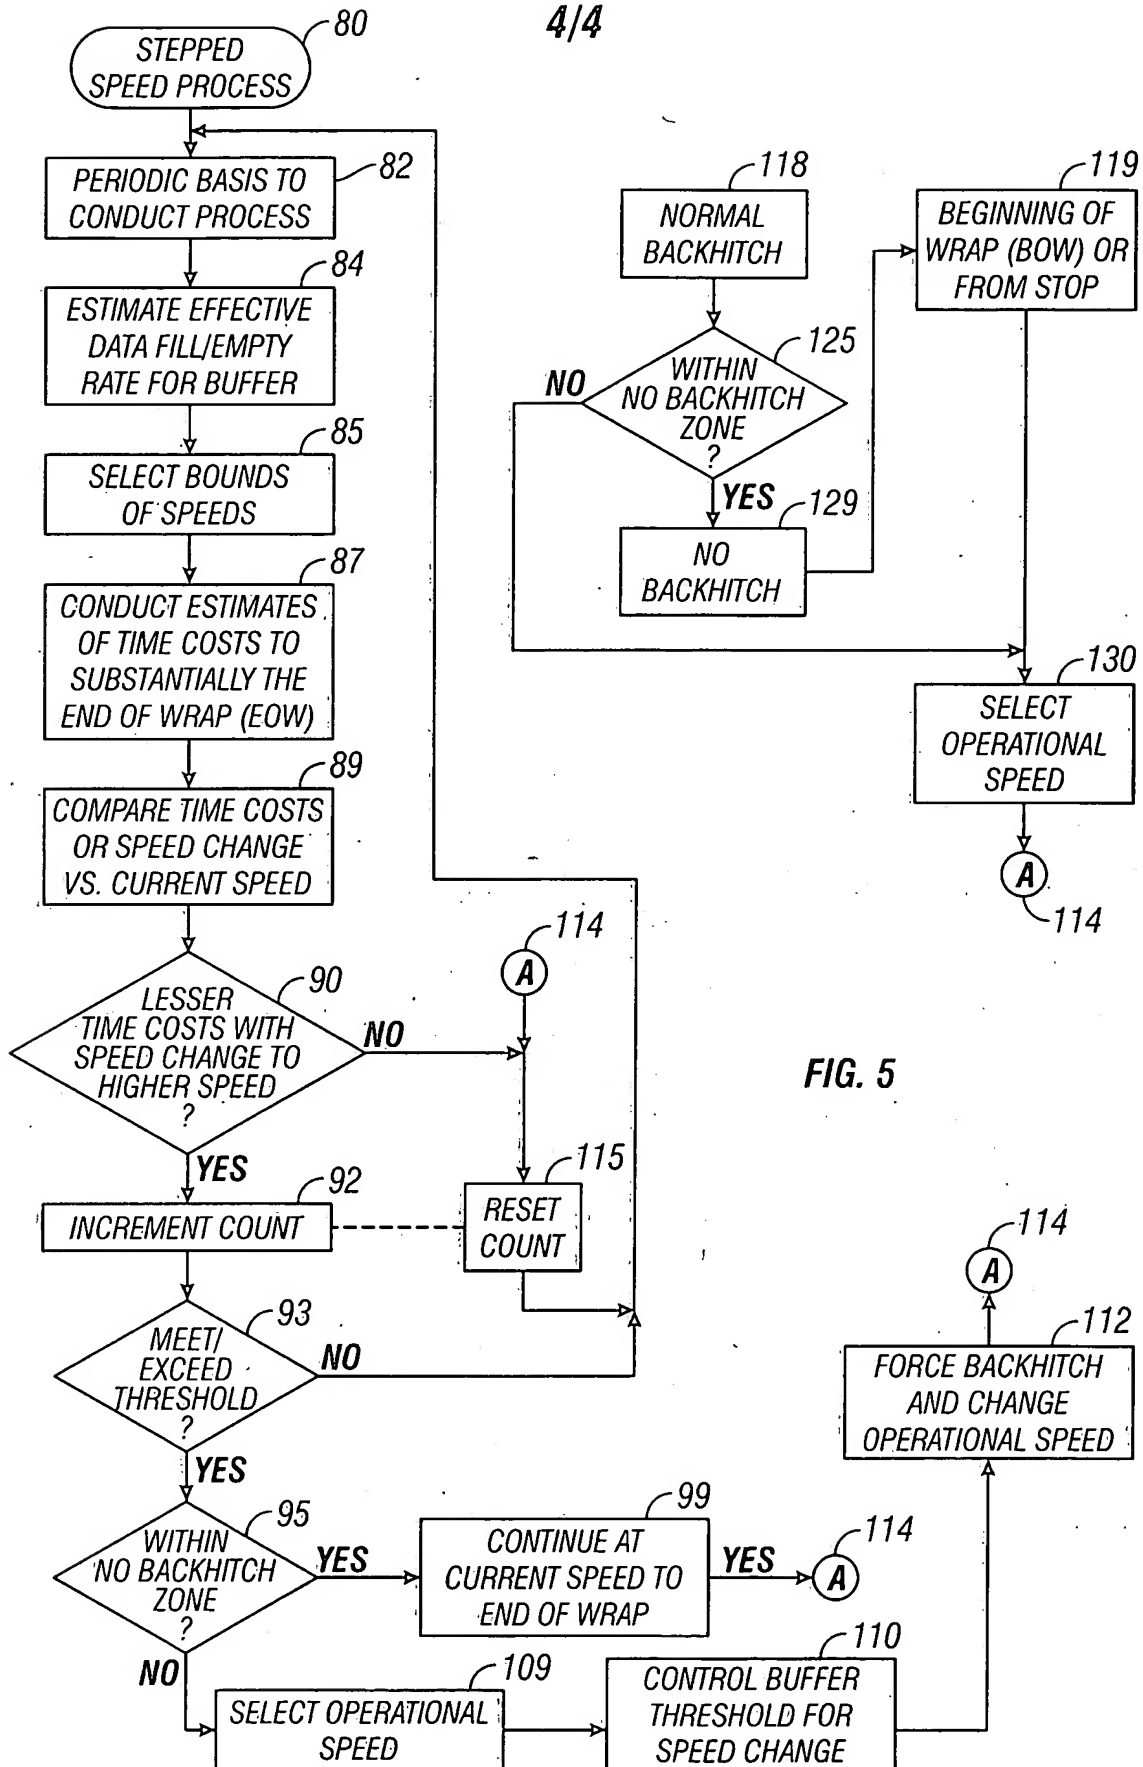 4/4
80
STEPPED
SPEED PROCESS
82
PERIODIC BASIS TO
CONDUCT PROCESS
84
ESTIMATE EFFECTIVE
DATA FILL/EMPTY
RATE FOR BUFFER
85
SELECT BOUNDS
OF SPEEDS
87
CONDUCT ESTIMATES
OF TIME COSTS TO
SUBSTANTIALLY THE
END OF WRAP (EOW)
89
COMPARE TIME COSTS
OR SPEED CHANGE
VS. CURRENT SPEED
90
LESSER
TIME COSTS WITH
SPEED CHANGE TO
HIGHER SPEED
?
NO
YES
114
A
92
INCREMENT COUNT
115
RESET
COUNT
93
MEET/
EXCEED
THRESHOLD
?
NO
YES
95
WITHIN
NO BACKHITCH
ZONE
?
YES
NO
99
CONTINUE AT
CURRENT SPEED TO
END OF WRAP
YES
114
A
109
SELECT OPERATIONAL
SPEED
110
CONTROL BUFFER
THRESHOLD FOR
SPEED CHANGE
112
FORCE BACKHITCH
AND CHANGE
OPERATIONAL SPEED
114
A
118
NORMAL
BACKHITCH
125
WITHIN
NO BACKHITCH
ZONE
?
NO
YES
129
NO
BACKHITCH
119
BEGINNING OF
WRAP (BOW) OR
FROM STOP
130
SELECT
OPERATIONAL
SPEED
A
114
FIG. 5